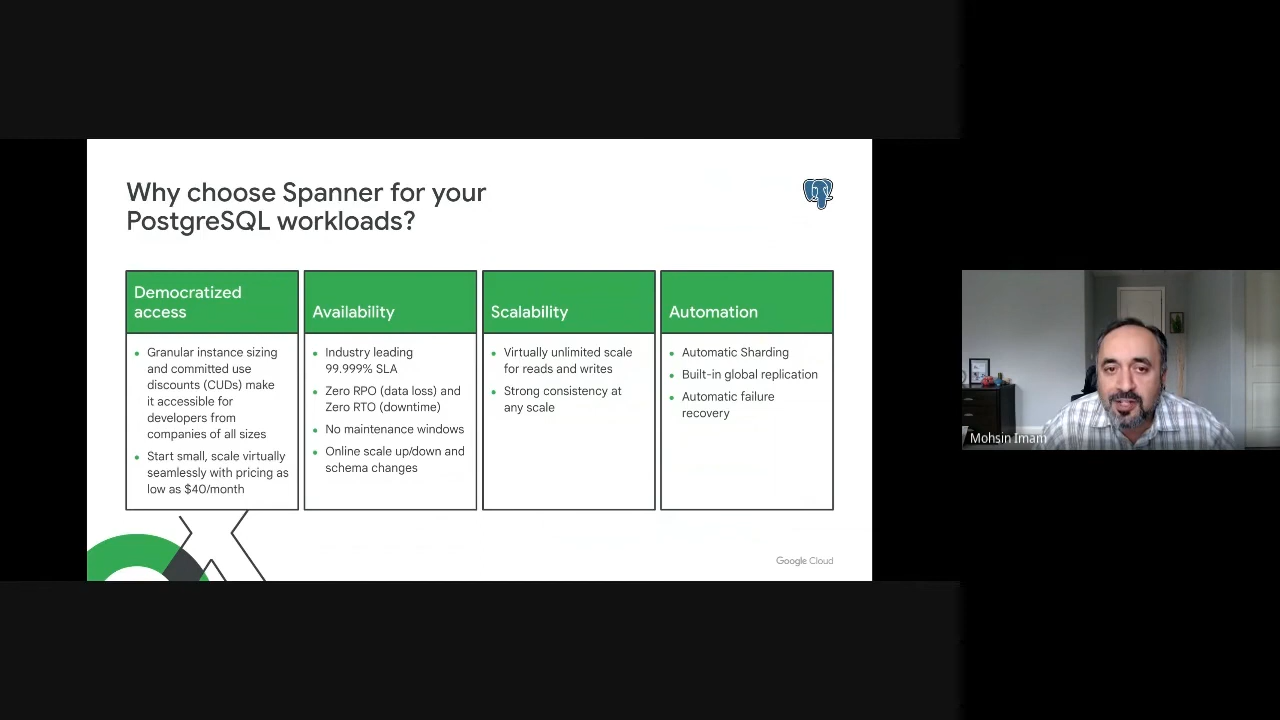 Why choose Spanner for your
PostgreSQL workloads?
Democratized
access
Granular instance sizing
and committed use
discounts (CUDs) make
it accessible for
developers from
companies of all sizes
Start small, scale virtually
seamlessly with pricing as
low as $40/month
Availability
Industry leading
99.999% SLA
Zero RPO (data loss) and
Zero RTO (downtime)
No maintenance windows
Online scale up/down and
schema changes
Scalability
Virtually unlimited scale
for reads and writes
Strong consistency at
any scale
Automation
Automatic Sharding
Built-in global replication
Automatic failure
recovery
Google Cloud
Mohsin Imam